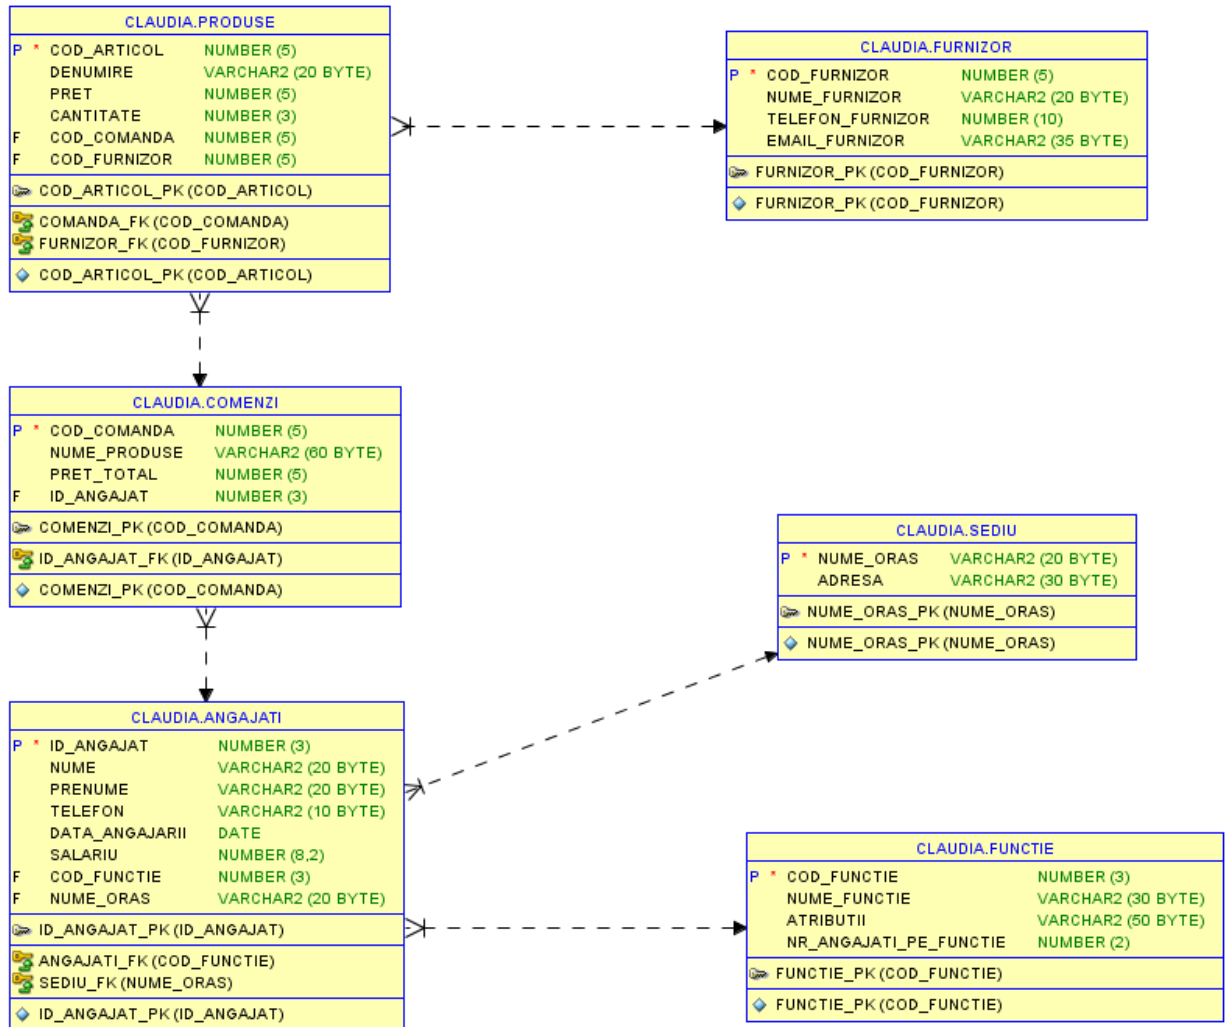 CLAUDIA.PRODUSE
P * COD_ARTICOL NUMBER (5)
DENUMIRE VARCHAR2 (20 BYTE)
PRET NUMBER (5)
CANTITATE NUMBER (3)
F COD_COMANDA NUMBER (5)
F COD_FURNIZOR NUMBER (5)
COD_ARTICOL_PK (COD_ARTICOL)
COMANDA_FK (COD_COMANDA)
FURNIZOR_FK (COD_FURNIZOR)
COD_ARTICOL_PK (COD_ARTICOL)
CLAUDIA.FURNIZOR
P * COD_FURNIZOR NUMBER (5)
NUME_FURNIZOR VARCHAR2 (20 BYTE)
TELEFON_FURNIZOR NUMBER (10)
EMAIL_FURNIZOR VARCHAR2 (35 BYTE)
FURNIZOR_PK (COD_FURNIZOR)
FURNIZOR_PK (COD_FURNIZOR)
CLAUDIA.COMENZI
P * COD_COMANDA NUMBER (5)
NUME_PRODUSE VARCHAR2 (60 BYTE)
PRET_TOTAL NUMBER (5)
F ID_ANGAJAT NUMBER (3)
COMENZI_PK (COD_COMANDA)
ID_ANGAJAT_FK (ID_ANGAJAT)
COMENZI_PK (COD_COMANDA)
CLAUDIA.SEDIU
P * NUME_ORAS VARCHAR2 (20 BYTE)
ADRESA VARCHAR2 (30 BYTE)
NUME_ORAS_PK (NUME_ORAS)
NUME_ORAS_PK (NUME_ORAS)
CLAUDIA.ANGAJATI
P * ID_ANGAJAT NUMBER (3)
NUME VARCHAR2 (20 BYTE)
PRENUME VARCHAR2 (20 BYTE)
TELEFON VARCHAR2 (10 BYTE)
DATA_ANGAJARII DATE
SALARIU NUMBER (8,2)
F COD_FUNCTIE NUMBER (3)
F NUME_ORAS VARCHAR2 (20 BYTE)
ID_ANGAJAT_PK (ID_ANGAJAT)
ANGAJATI_FK (COD_FUNCTIE)
SEDIU_FK (NUME_ORAS)
ID_ANGAJAT_PK (ID_ANGAJAT)
CLAUDIA.FUNCTIE
P * COD_FUNCTIE NUMBER (3)
NUME_FUNCTIE VARCHAR2 (30 BYTE)
ATRIBUTII VARCHAR2 (50 BYTE)
NR_ANGAJATI_PE_FUNCTIE NUMBER (2)
FUNCTIE_PK (COD_FUNCTIE)
FUNCTIE_PK (COD_FUNCTIE)